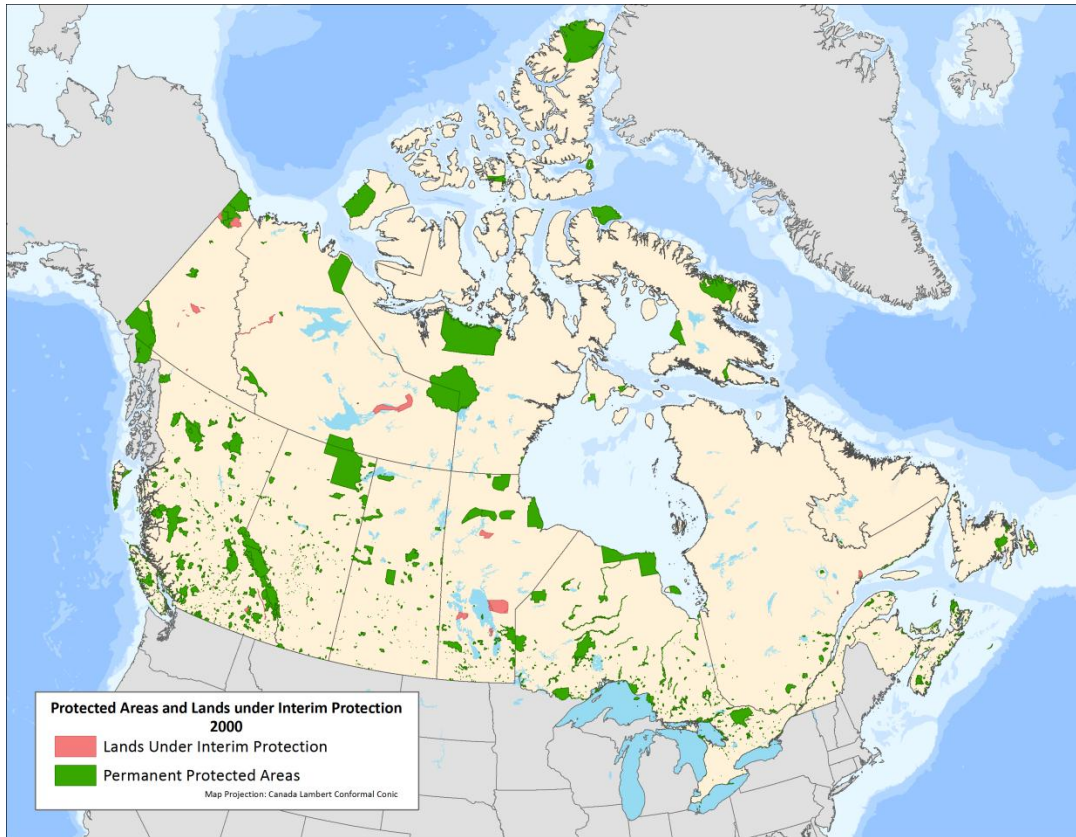 Protected Areas and Lands under Interim Protection
2000
Lands Under Interim Protection
Permanent Protected Areas
Map Projection: Canada Lambert Conformal Conic